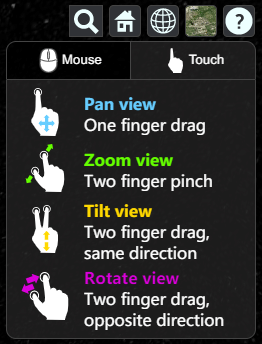 ?
Mouse
Touch
Pan view
One finger drag
Zoom view
Two finger pinch
Tilt view
Two finger drag,
same direction
Rotate view
Two finger drag,
opposite direction